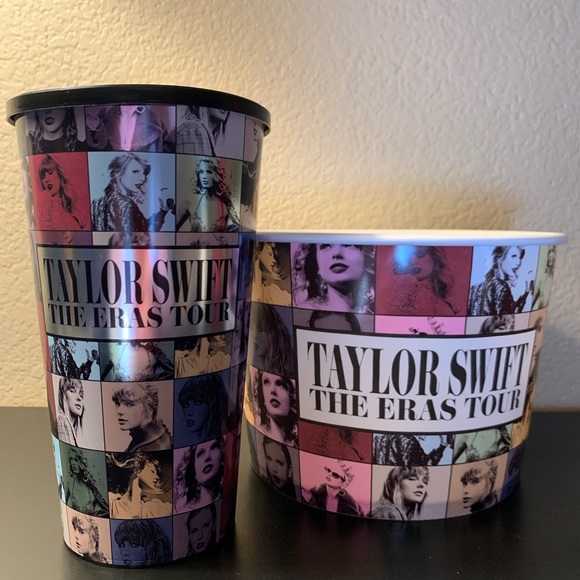 TAYLOR SWIFT
THE ERAS TOUR
TAYLOR SWIFT
THE ERAS TOUR